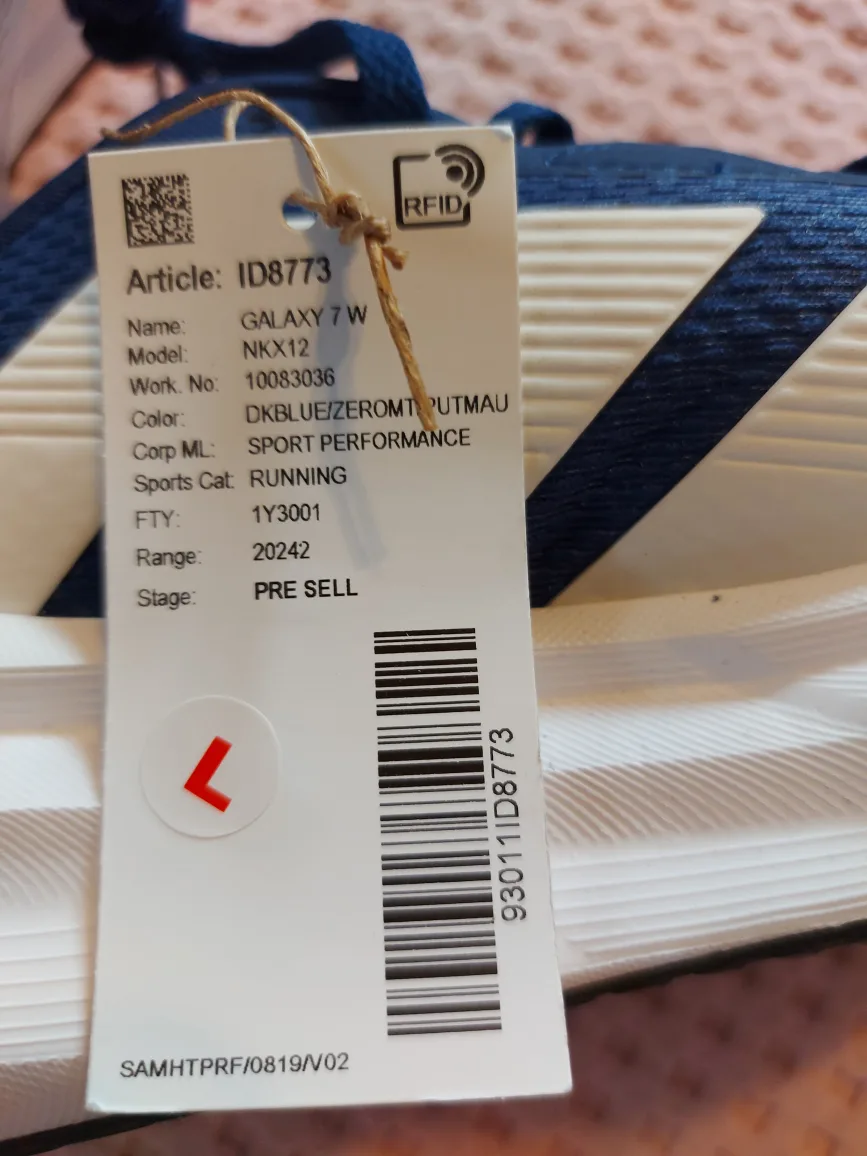 RFID
Article: ID8773
Name: GALAXY 7 W
Model: NKX12
Work. No: 10083036
Color: DKBLUE/ZEROMT/PUTMAU
Corp ML: SPORT PERFORMANCE
Sports Cat: RUNNING
FTY: 1Y3001
Range: 20242
Stage: PRE SELL
L
93011ID8773
SAMHTPRF/0819/V02